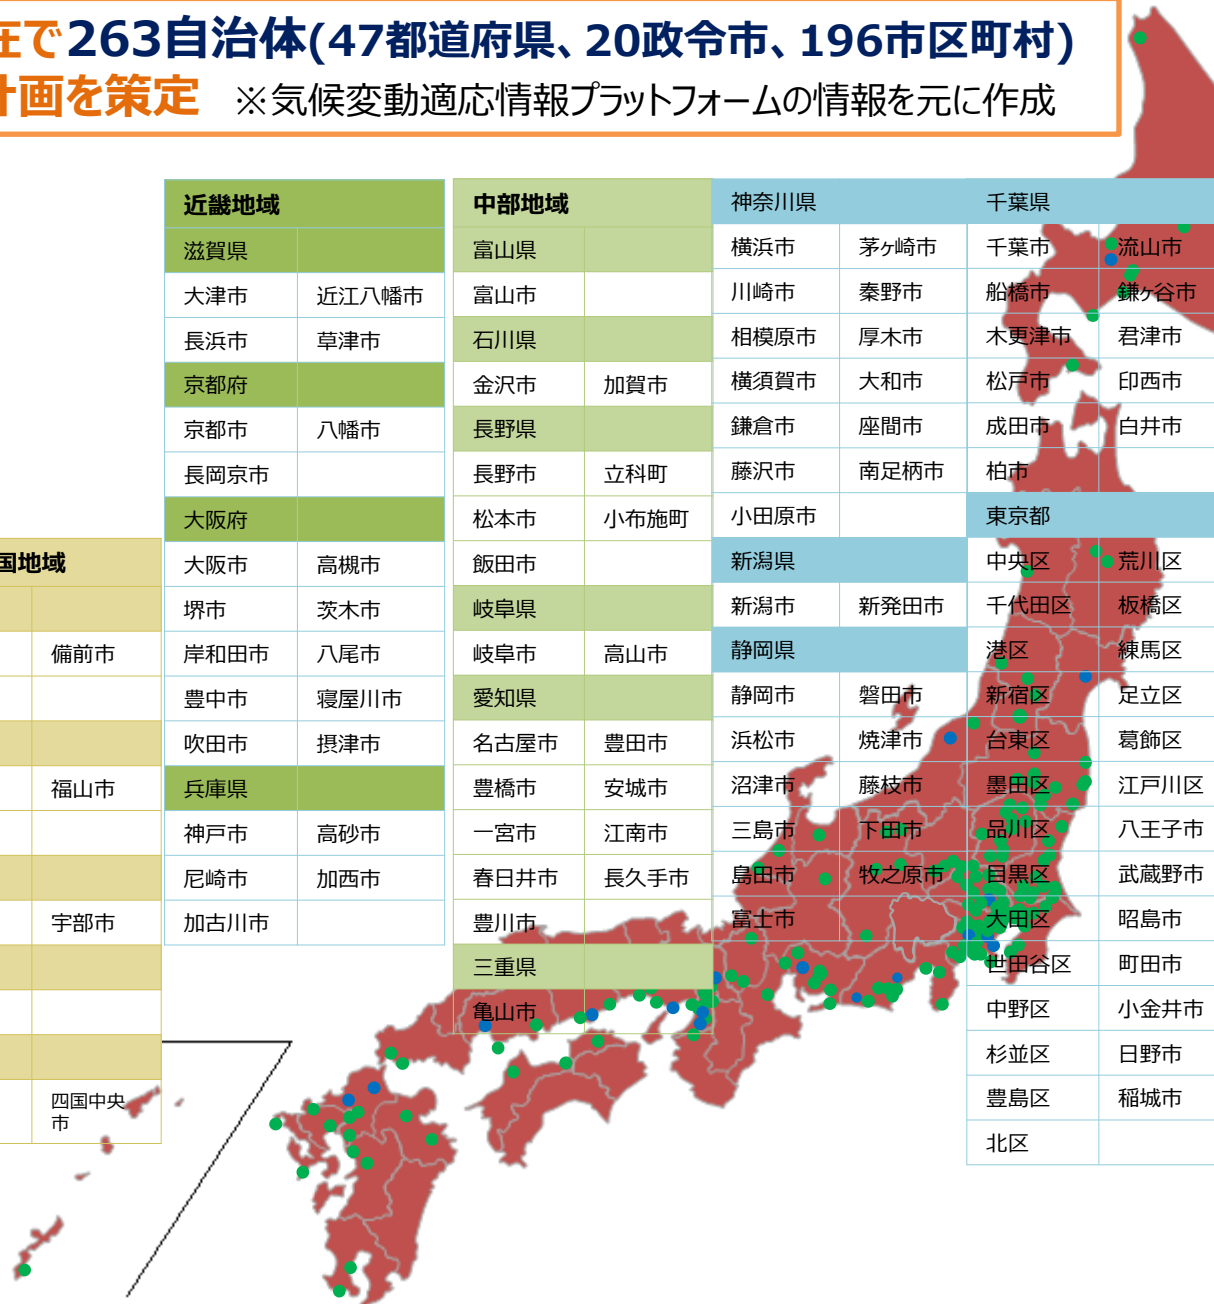 在で263自治体(47都道府県、20政令市、196市区町村)
計画を策定 ※気候変動適応情報プラットフォームの情報を元に作成
国地域
備前市
福山市
宇部市
四国中央
市
近畿地域
滋賀県
大津市 近江八幡市
長浜市 草津市
京都府
京都市 八幡市
長岡京市
大阪府
大阪市 高槻市
堺市 茨木市
岸和田市 八尾市
豊中市 寝屋川市
吹田市 摂津市
兵庫県
神戸市 高砂市
尼崎市 加西市
加古川市
中部地域
富山県
富山市
石川県
金沢市 加賀市
長野県
長野市 立科町
松本市 小布施町
飯田市
岐阜県
岐阜市 高山市
愛知県
名古屋市 豊田市
豊橋市 安城市
一宮市 江南市
春日井市 長久手市
豊川市
三重県
亀山市
神奈川県
横浜市 茅ヶ崎市
川崎市 秦野市
相模原市 厚木市
横須賀市 大和市
鎌倉市 座間市
藤沢市 南足柄市
小田原市
新潟県
新潟市 新発田市
静岡県
静岡市 磐田市
浜松市 焼津市
沼津市 藤枝市
三島市 下田市
島田市 牧之原市
富士市
千葉県
千葉市 流山市
船橋市 鎌ヶ谷市
木更津市 君津市
松戸市 印西市
成田市 白井市
柏市
東京都
中央区 荒川区
千代田区 板橋区
港区 練馬区
新宿区 足立区
台東区 葛飾区
墨田区 江戸川区
品川区 八王子市
目黒区 武蔵野市
大田区 昭島市
世田谷区 町田市
中野区 小金井市
杉並区 日野市
豊島区 稲城市
北区